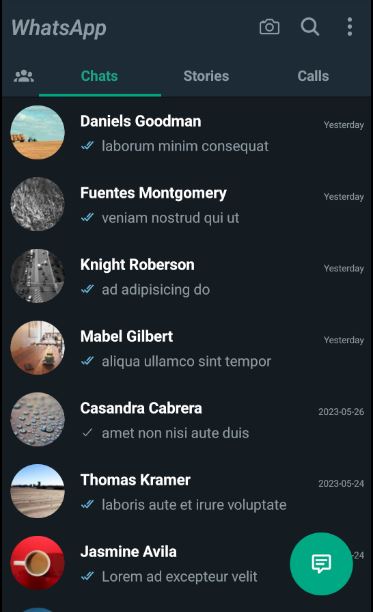 WhatsApp
Chats Stories Calls
Daniels Goodman Yesterday
laborum minim consequat
Fuentes Montgomery Yesterday
veniam nostrud qui ut
Knight Roberson Yesterday
ad adipisicing do
Mabel Gilbert Yesterday
aliqua ullamco sint tempor
Casandra Cabrera 2023-05-26
amet non nisi aute duis
Thomas Kramer 2023-05-24
laboris aute et irure voluptate
Jasmine Avila -24
Lorem ad excepteur velit